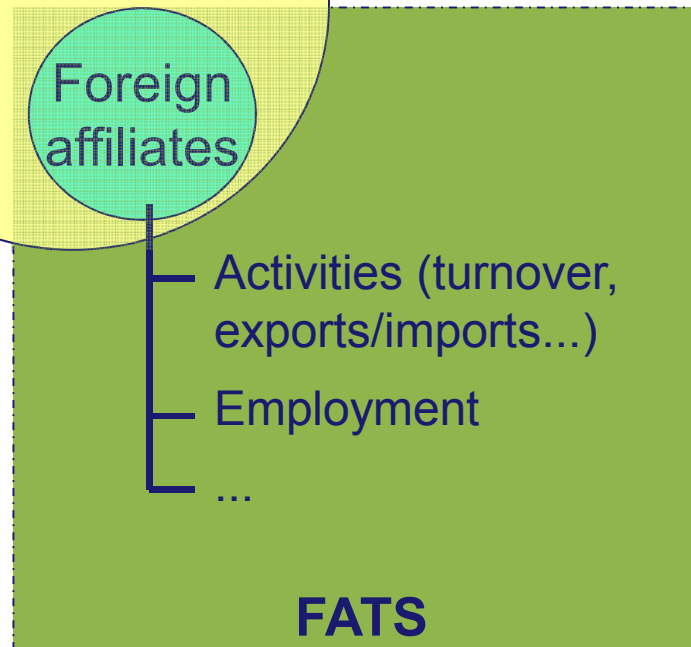 Foreign
affiliates
Activities (turnover,
exports/imports...)
Employment
...
FATS